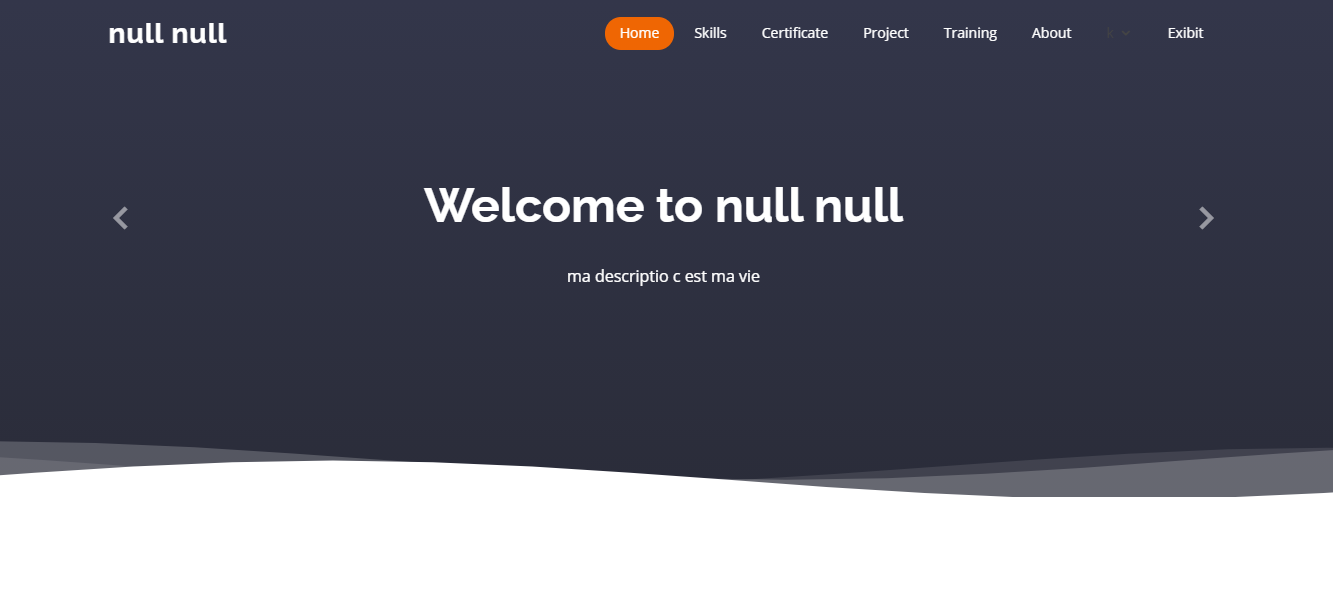 null null
Home Skills Certificate Project Training About k Exibit
Welcome to null null
ma descriptio c est ma vie